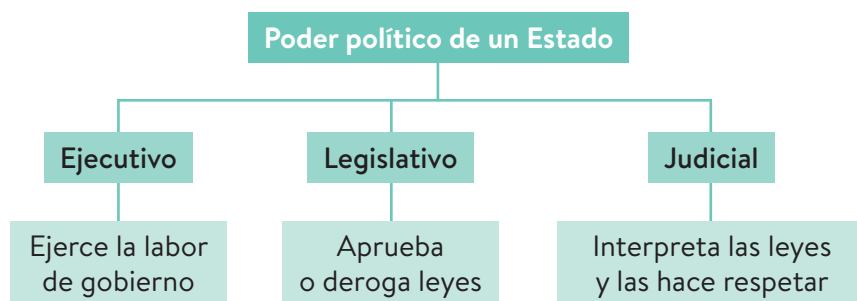 Poder político de un Estado
Ejecutivo
Legislativo
Judicial
Ejerce la labor
de gobierno
Aprueba
o deroga leyes
Interpreta las leyes
y las hace respetar